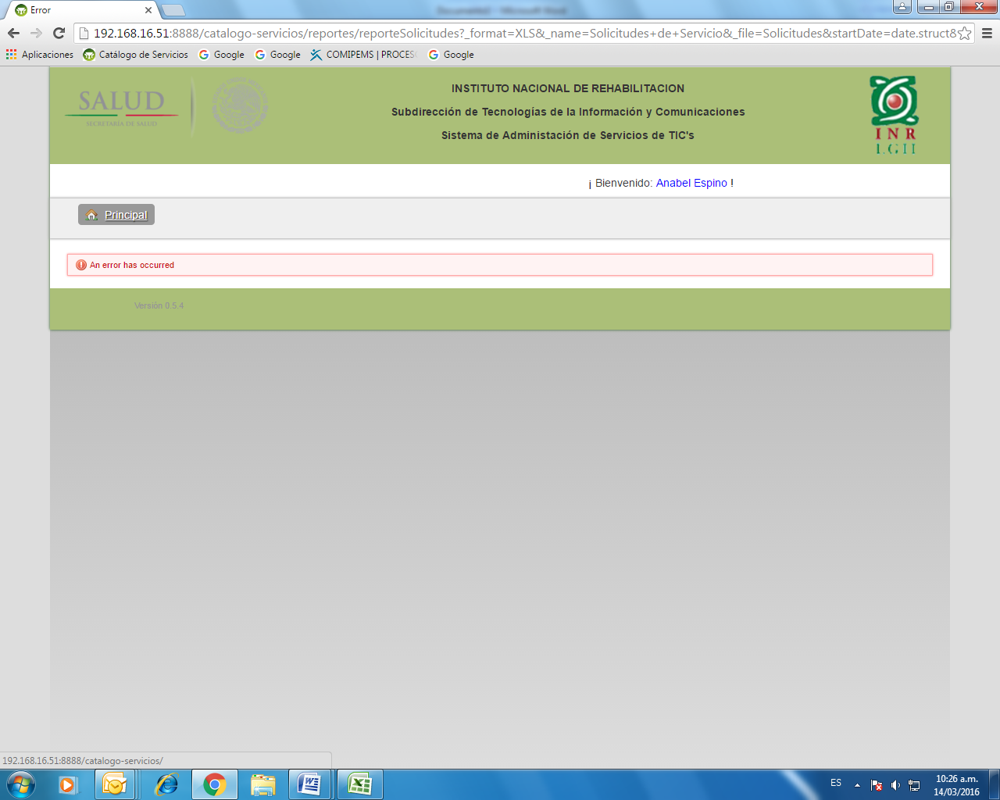 Error
Documento2 - Microsoft Word
192.168.16.51:8888/catalogo-servicios/reportes/reporteSolicitudes?_format=XLS&_name=Solicitudes+de+Servicio&_file=Solicitudes&startDate=date.struct&
Aplicaciones
Catálogo de Servicios
Google
Google
COMIPEMS | PROCESO
Google
SALUD
SECRETARÍA DE SALUD
INSTITUTO NACIONAL DE REHABILITACION
Subdirección de Tecnologías de la Información y Comunicaciones
Sistema de Administación de Servicios de TIC's
INR
LGII
¡ Bienvenido: Anabel Espino !
Principal
An error has occurred
Versión 0.5.4
192.168.16.51:8888/catalogo-servicios/
ES
10:26 a.m.
14/03/2016